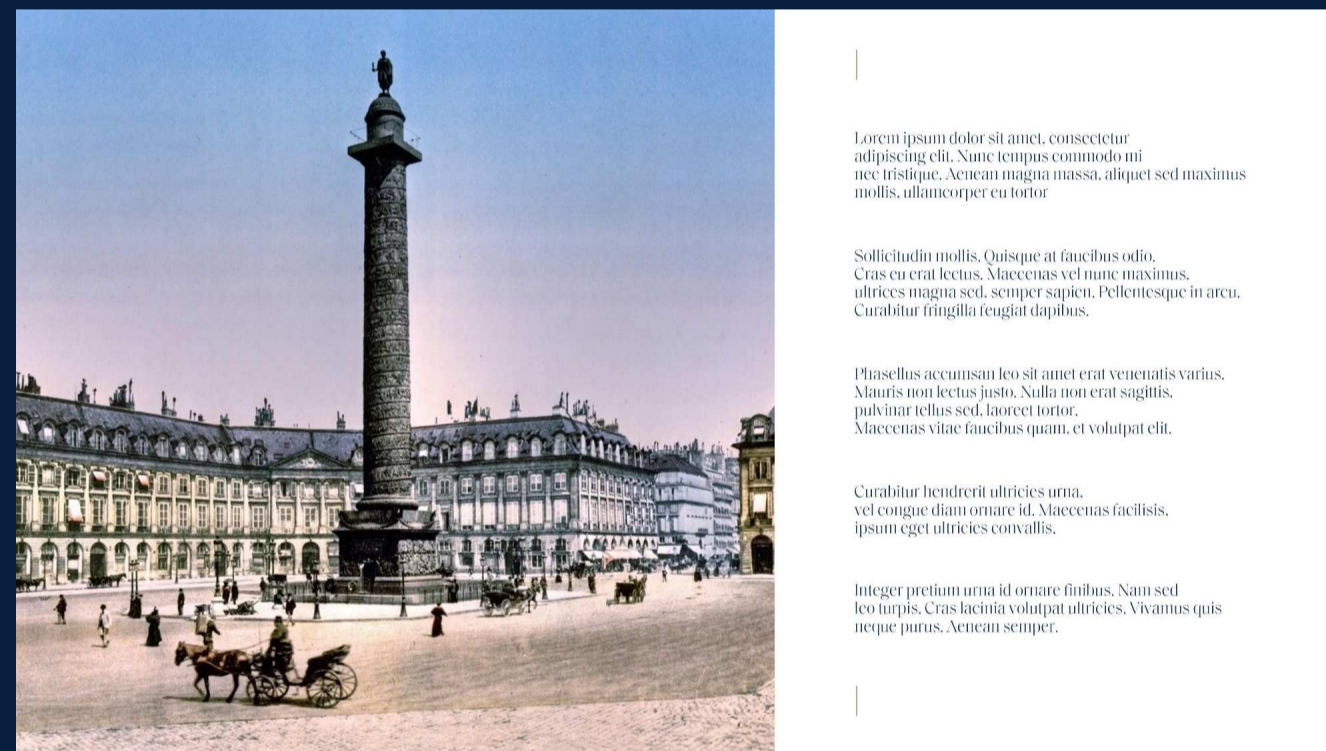 Lorem ipsum dolor sit amet, consectetur
adipiscing elit. Nunc tempus commodo mi
nec tristique. Aenean magna massa, aliquet sed maximus
mollis, ullamcorper eu tortor
Sollicitudin mollis. Quisque at faucibus odio.
Cras eu erat lectus. Maecenas vel nunc maximus,
ultrices magna sed, semper sapien. Pellentesque in arcu.
Curabitur fringilla feugiat dapibus.
Phasellus accumsan leo sit amet erat venenatis varius.
Mauris non lectus justo. Nulla non erat sagittis,
pulvinar tellus sed, laoreet tortor.
Maecenas vitae faucibus quam, et volutpat elit.
Curabitur hendrerit ultricies urna,
vel congue diam ornare id. Maecenas facilisis,
ipsum eget ultricies convallis.
Integer pretium urna id ornare finibus. Nam sed
leo turpis. Cras lacinia volutpat ultricies. Vivamus quis
neque purus. Aenean semper.